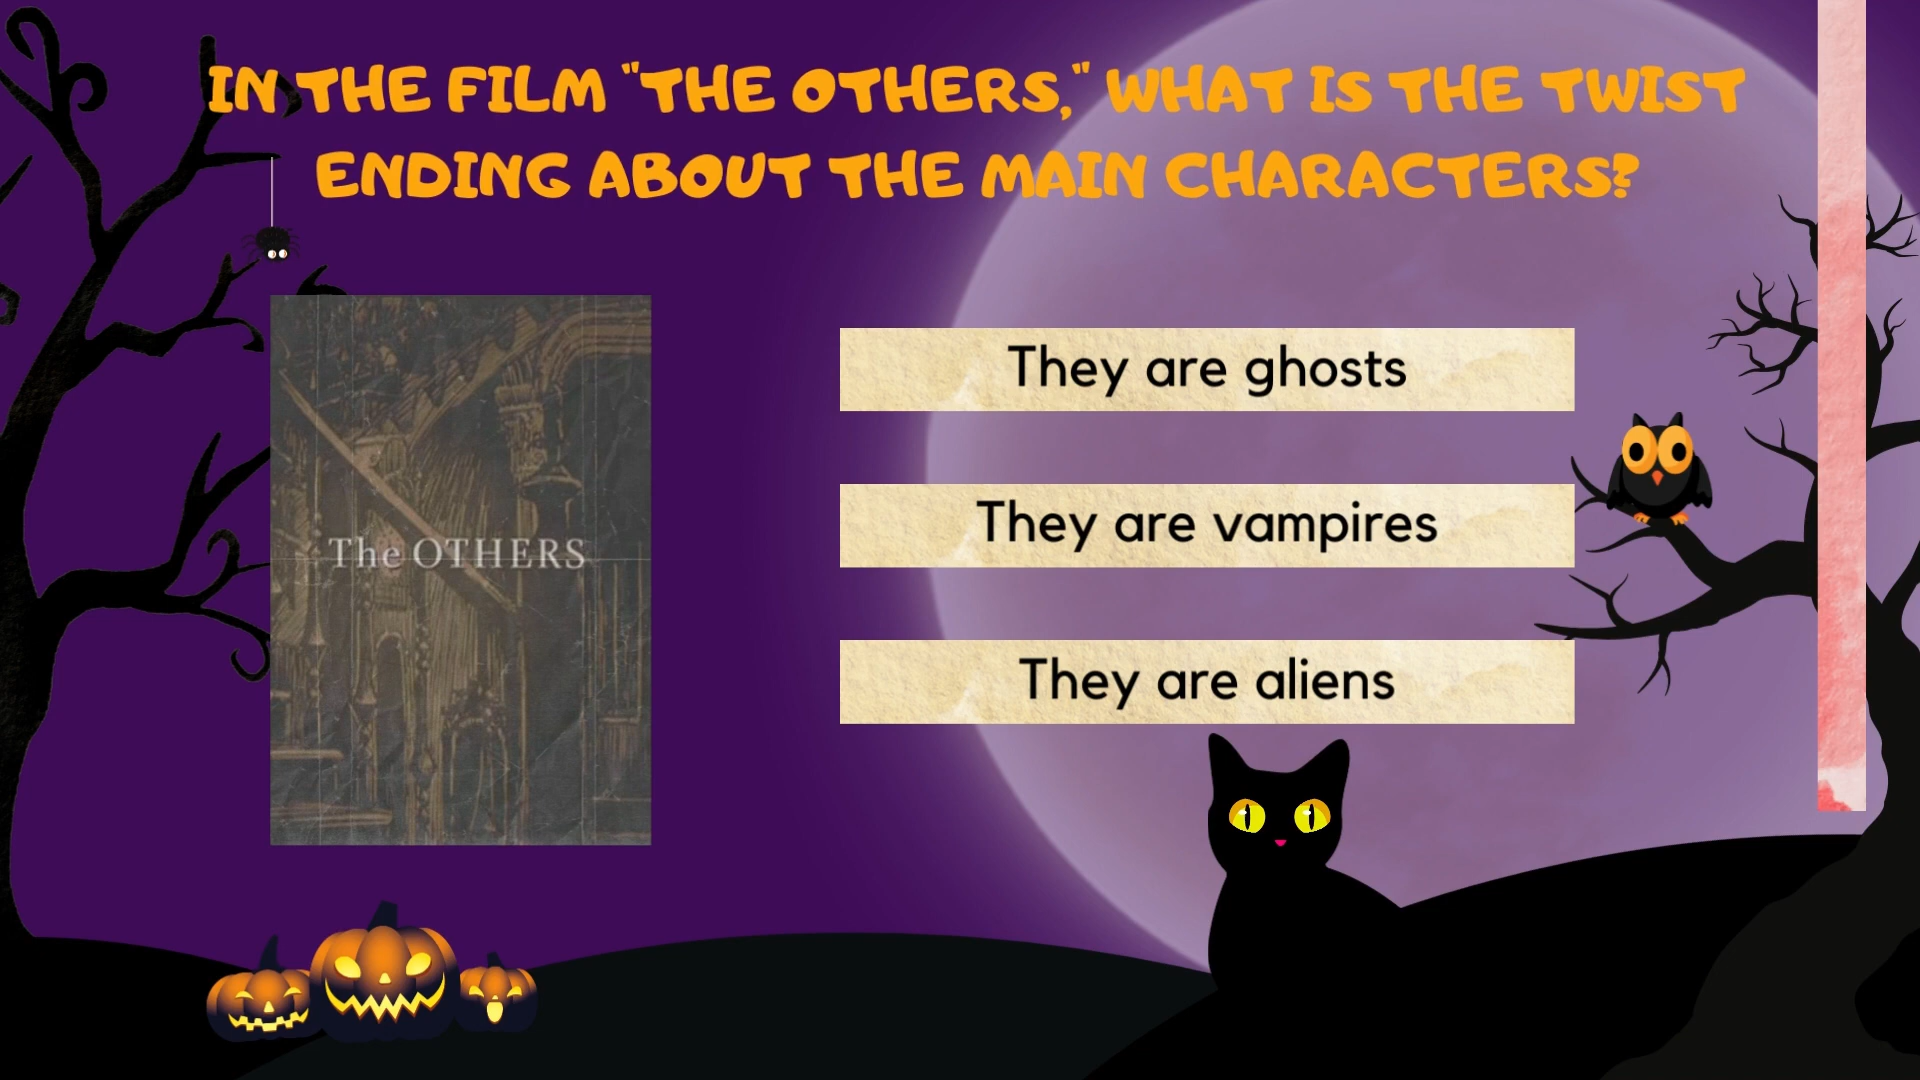 IN THE FILM "THE OTHERS," WHAT IS THE TWIST
ENDING ABOUT THE MAIN CHARACTERS?
They are ghosts
They are vampires
The OTHERS
They are aliens